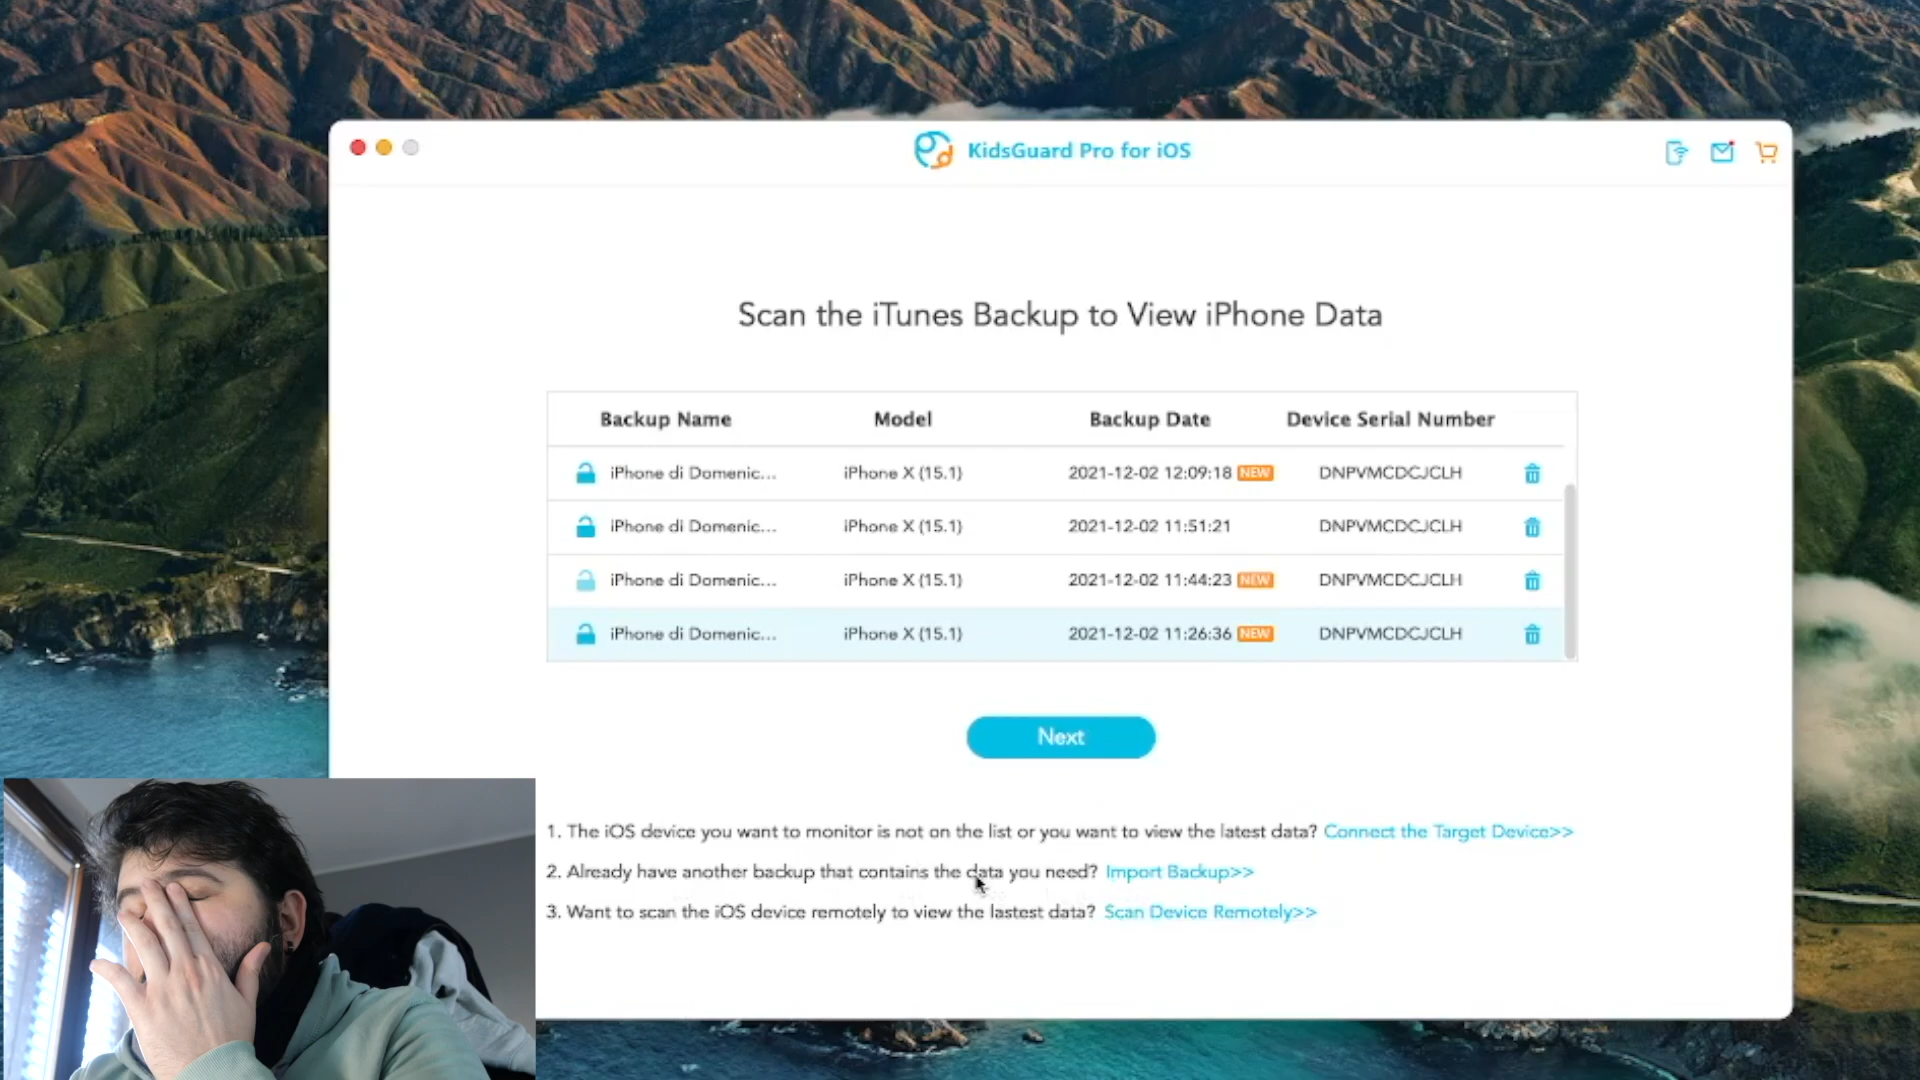 KidsGuard Pro for iOS
Scan the iTunes Backup to View iPhone Data
Backup Name Model Backup Date Device Serial Number
iPhone di Domenic... iPhone X (15.1) 2021-12-02 12:09:18 NEW DNPVMCDCJCLH
iPhone di Domenic... iPhone X (15.1) 2021-12-02 11:51:21 DNPVMCDCJCLH
iPhone di Domenic... iPhone X (15.1) 2021-12-02 11:44:23 NEW DNPVMCDCJCLH
iPhone di Domenic... iPhone X (15.1) 2021-12-02 11:26:36 NEW DNPVMCDCJCLH
Next
1. The iOS device you want to monitor is not on the list or you want to view the latest data? Connect the Target Device>>
2. Already have another backup that contains the data you need? Import Backup>>
3. Want to scan the iOS device remotely to view the lastest data? Scan Device Remotely>>